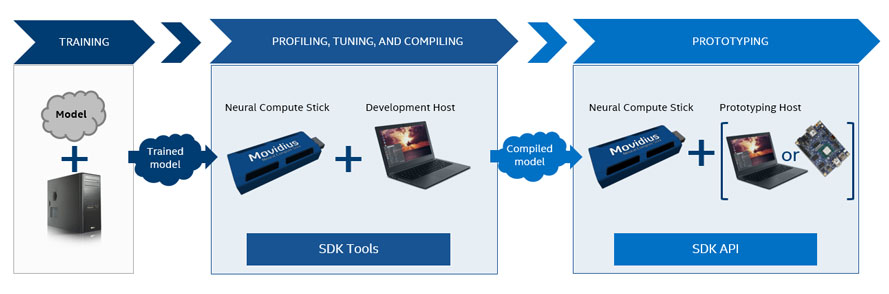 TRAINING
PROFILING, TUNING, AND COMPILING
PROTOTYPING
Model
+
Trained
model
Neural Compute Stick
Development Host
Movidius
+
SDK Tools
Compiled
model
Neural Compute Stick
Prototyping Host
Movidius
+
[
or
]
SDK API